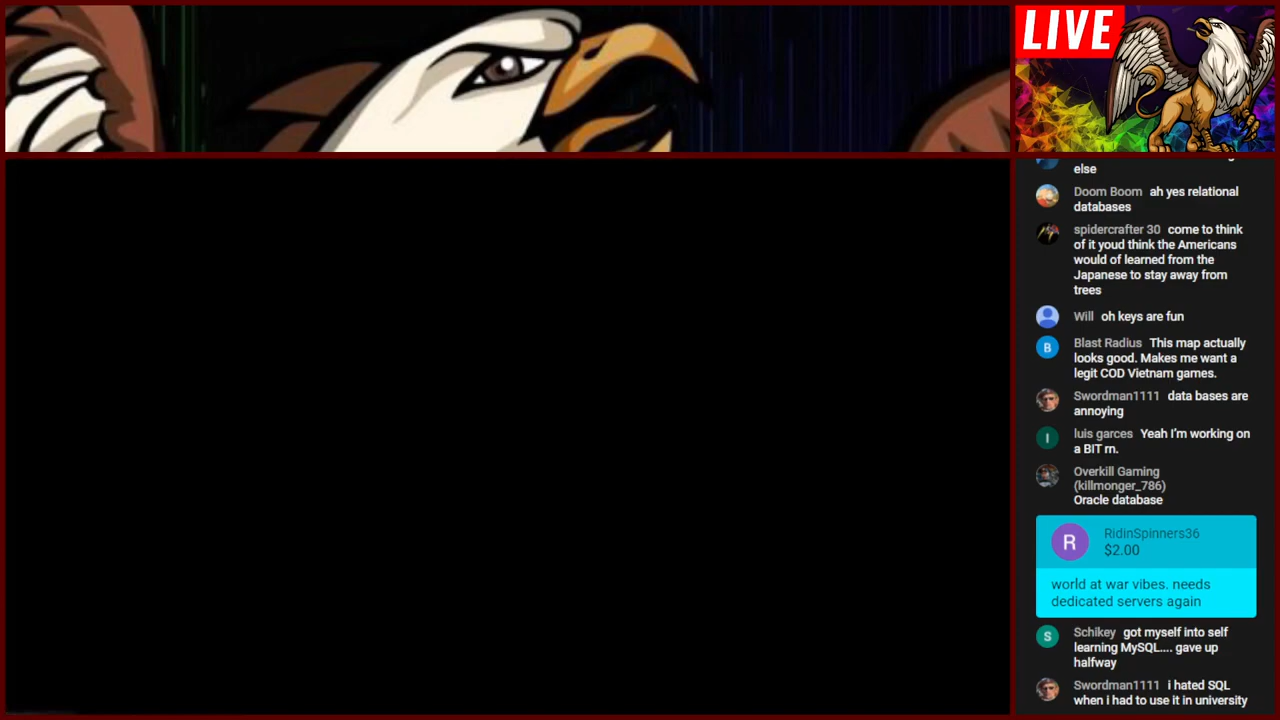 LIVE
else
Doom Boom ah yes relational
databases
spidercrafter 30 come to think
of it youd think the Americans
would of learned from the
Japanese to stay away from
trees
Will oh keys are fun
B Blast Radius This map actually
looks good. Makes me want a
legit COD Vietnam games.
Swordman1111 data bases are
annoying
l luis garces Yeah I'm working on
a BIT rn.
Overkill Gaming
(killmonger_786)
Oracle database
R RidinSpinners36
$2.00
world at war vibes. needs
dedicated servers again
S Schikey got myself into self
learning MySQL.... gave up
halfway
Swordman1111 i hated SQL
when i had to use it in university